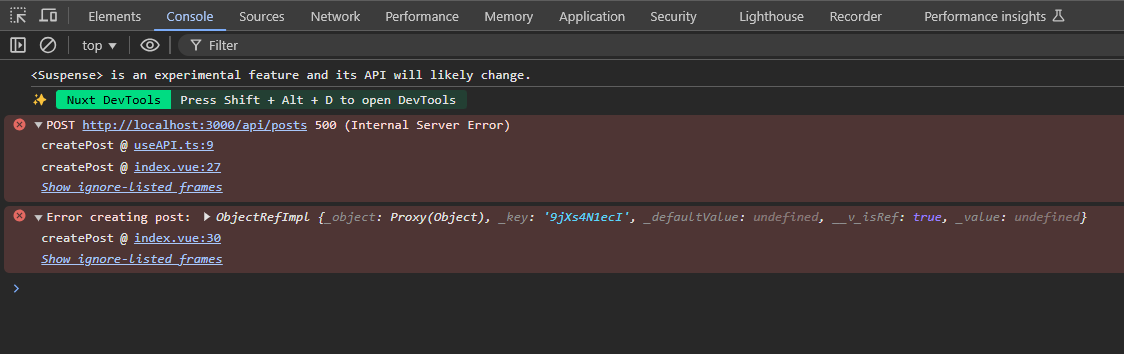 Elements Console Sources Network Performance Memory Application Security Lighthouse Recorder Performance insights
top ▼ Filter
<Suspense> is an experimental feature and its API will likely change.
✨ Nuxt DevTools Press Shift + Alt + D to open DevTools
▼POST http://localhost:3000/api/posts 500 (Internal Server Error)
createPost @ useAPI.ts:9
createPost @ index.vue:27
Show ignore-listed frames
▼Error creating post: ▶ObjectRefImpl {_object: Proxy(Object), _key: '9jXs4N1ecI', _defaultValue: undefined, __v_isRef: true, _value: undefined}
createPost @ index.vue:30
Show ignore-listed frames
>